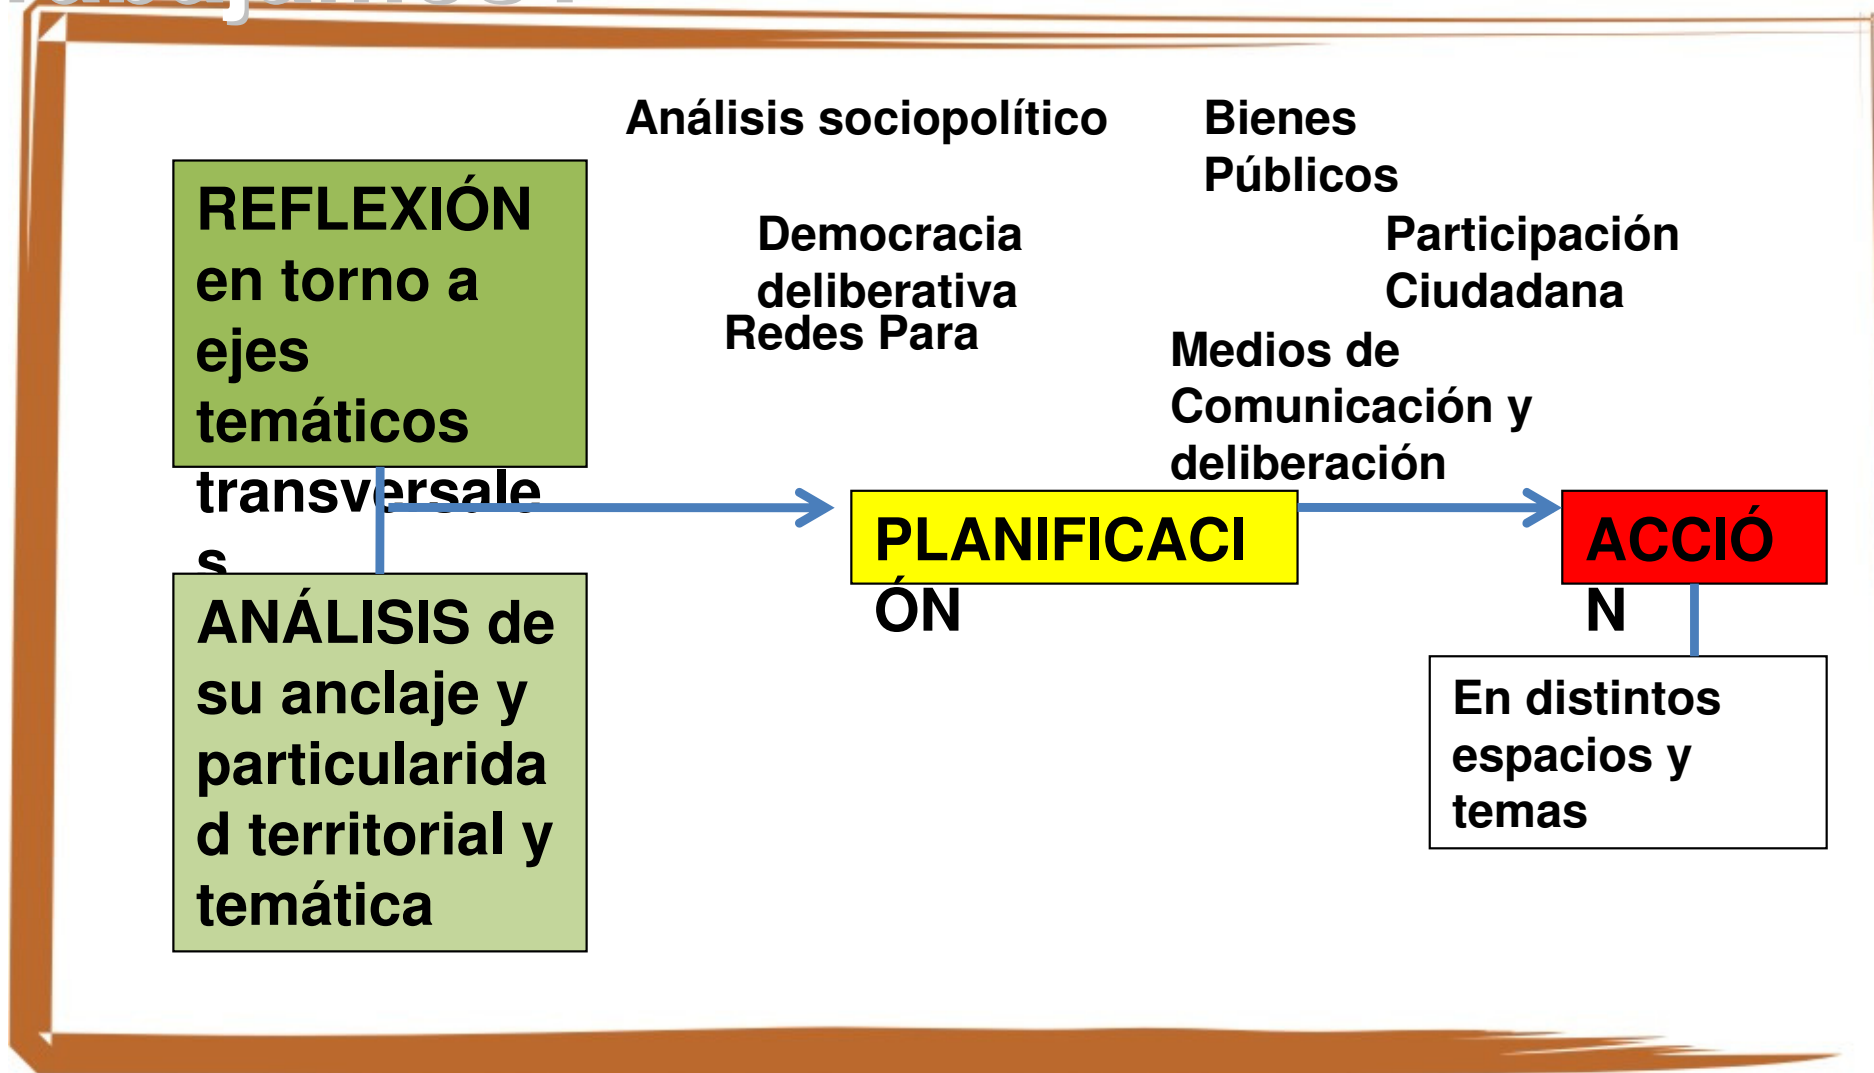 Análisis sociopolítico
Bienes
Públicos
Democracia
deliberativa
Redes Para
Participación
Ciudadana
Medios de
Comunicación y
deliberación
REFLEXIÓN
en torno a
ejes
temáticos
transversale
s
ANÁLISIS de
su anclaje y
particularida
d territorial y
temática
PLANIFICACI
ÓN
ACCIÓ
N
En distintos
espacios y
temas